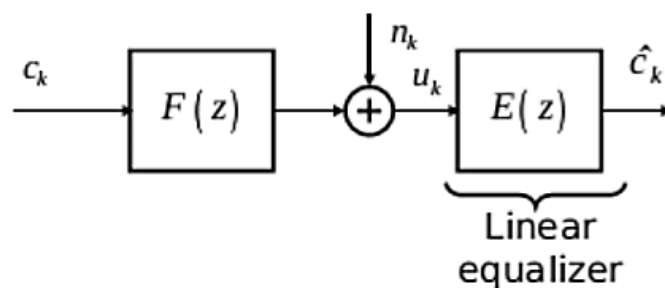 n_k
c_k
F(z)
+
u_k
E(z)
ĉ_k
Linear
equalizer